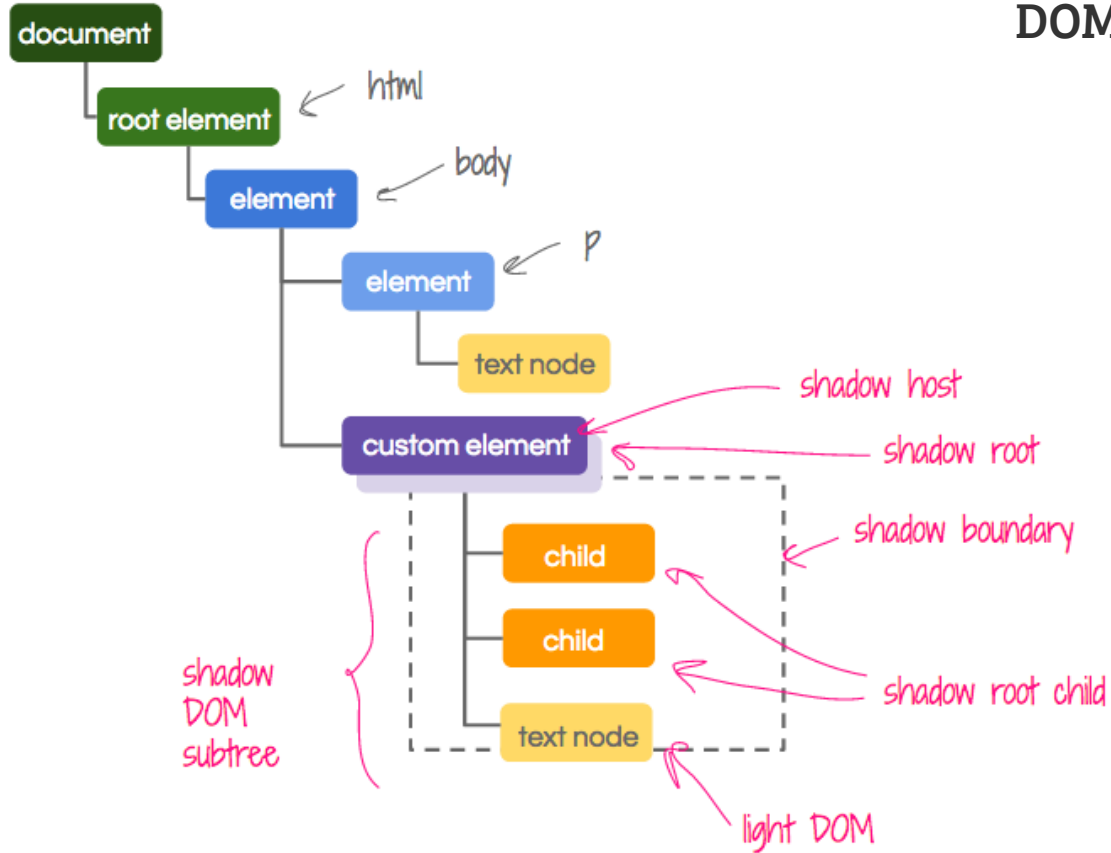 DOM
document
html
root element
body
element
p
element
text node
shadow host
custom element
shadow root
shadow boundary
child
child
shadow
DOM
subtree
shadow root child
text node
light DOM